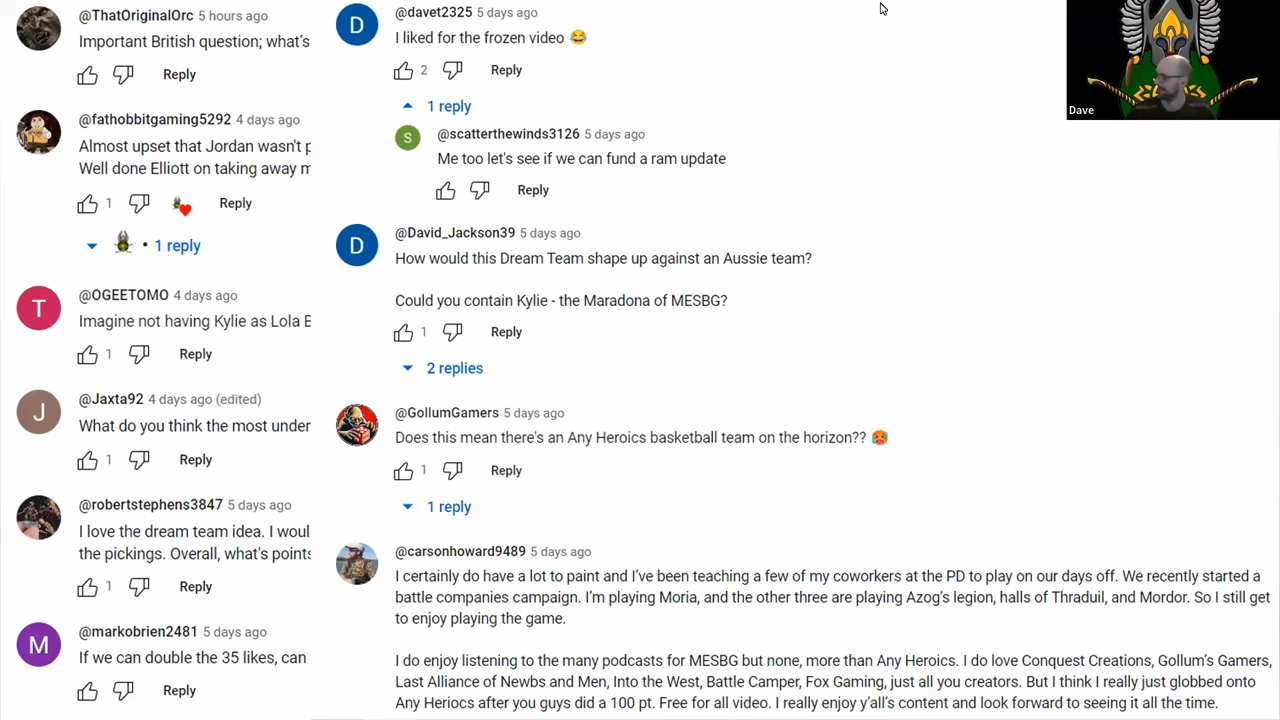 @ThatOriginalOrc 5 hours ago
Important British question; what's
Reply
@fathobbitgaming5292 4 days ago
Almost upset that Jordan wasn't p
Well done Elliott on taking away m
1 Reply
• 1 reply
T
@OGEETOMO 4 days ago
Imagine not having Kylie as Lola B
1 Reply
J
@Jaxta92 4 days ago (edited)
What do you think the most under
1 Reply
@robertstephens3847 5 days ago
I love the dream team idea. I woul
the pickings. Overall, what's points
1 Reply
M
@markobrien2481 5 days ago
If we can double the 35 likes, can
Reply
D
@davet2325 5 days ago
I liked for the frozen video 😂
2 Reply
1 reply
S
@scatterthewinds3126 5 days ago
Me too let's see if we can fund a ram update
Reply
D
@David_Jackson39 5 days ago
How would this Dream Team shape up against an Aussie team?
Could you contain Kylie - the Maradona of MESBG?
1 Reply
2 replies
@GollumGamers 5 days ago
Does this mean there's an Any Heroics basketball team on the horizon?? 🥵
1 Reply
1 reply
@carsonhoward9489 5 days ago
I certainly do have a lot to paint and I've been teaching a few of my coworkers at the PD to play on our days off. We recently started a
battle companies campaign. I'm playing Moria, and the other three are playing Azog's legion, halls of Thraduil, and Mordor. So I still get
to enjoy playing the game.
I do enjoy listening to the many podcasts for MESBG but none, more than Any Heroics. I do love Conquest Creations, Gollum's Gamers,
Last Alliance of Newbs and Men, Into the West, Battle Camper, Fox Gaming, just all you creators. But I think I really just globbed onto
Any Heriocs after you guys did a 100 pt. Free for all video. I really enjoy y'all's content and look forward to seeing it all the time.
Dave